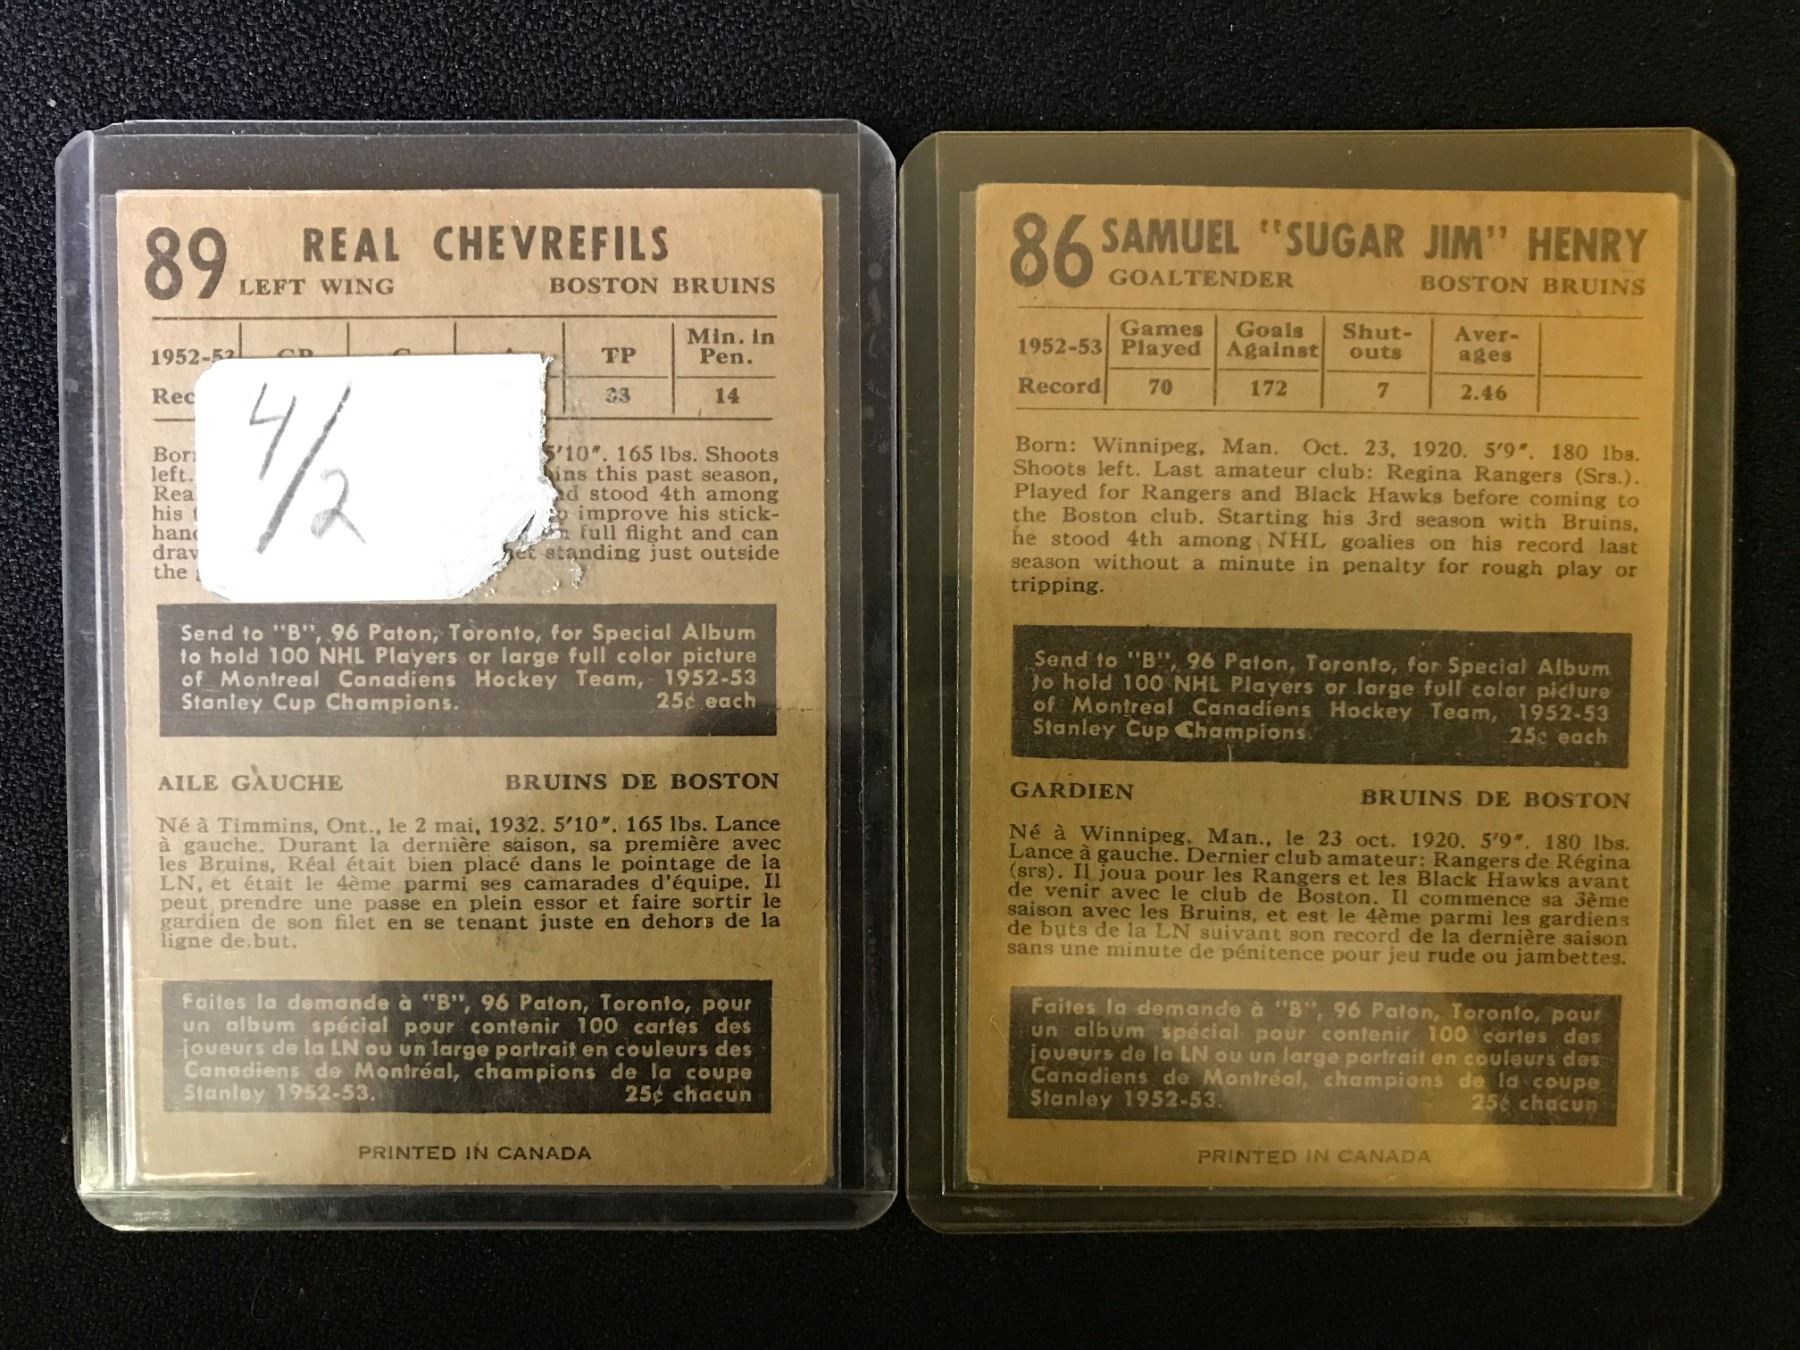 89 REAL CHEVREFILS
LEFT WING BOSTON BRUINS
1952-53 TP Min. in Pen.
33 14
4/2
5'10". 165 lbs. Shoots
left. this past season,
stood 4th among
his improve his stick-
full flight and can
standing just outside
the
Send to "B", 96 Paton, Toronto, for Special Album
to hold 100 NHL Players or large full color picture
of Montreal Canadiens Hockey Team, 1952-53
Stanley Cup Champions. 25¢ each
AILE GAUCHE BRUINS DE BOSTON
Né à Timmins, Ont., le 2 mai, 1932. 5'10". 165 lbs. Lance
à gauche. Durant la dernière saison, sa première avec
les Bruins, Réal était bien placé dans le pointage de la
LN, et était le 4ème parmi ses camarades d'équipe. Il
peut prendre une passe en plein essor et faire sortir le
gardien de son filet en se tenant juste en dehors de la
ligne de but.
Faites la demande à "B", 96 Paton, Toronto, pour
un album spécial pour contenir 100 cartes des
joueurs de la LN ou un large portrait en couleurs des
Canadiens de Montréal, champions de la coupe
Stanley 1952-53. 25¢ chacun
PRINTED IN CANADA
86 SAMUEL "SUGAR JIM" HENRY
GOALTENDER BOSTON BRUINS
1952-53 Games Played Goals Against Shut-outs Aver-ages
Record 70 172 7 2.46
Born: Winnipeg, Man. Oct. 23, 1920. 5'9". 180 lbs.
Shoots left. Last amateur club: Regina Rangers (Srs.).
Played for Rangers and Black Hawks before coming to
the Boston club. Starting his 3rd season with Bruins,
he stood 4th among NHL goalies on his record last
season without a minute in penalty for rough play or
tripping.
Send to "B", 96 Paton, Toronto, for Special Album
to hold 100 NHL Players or large full color picture
of Montreal Canadiens Hockey Team, 1952-53
Stanley Cup Champions. 25¢ each
GARDIEN BRUINS DE BOSTON
Né à Winnipeg, Man., le 23 oct. 1920. 5'9". 180 lbs.
Lance à gauche. Dernier club amateur: Rangers de Régina
(srs). Il joua pour les Rangers et les Black Hawks avant
de venir avec le club de Boston. Il commence sa 3ème
saison avec les Bruins, et est le 4ème parmi les gardiens
de buts de la LN suivant son record de la dernière saison
sans une minute de pénitence pour jeu rude ou jambettes.
Faites la demande à "B", 96 Paton, Toronto, pour
un album spécial pour contenir 100 cartes des
joueurs de la LN ou un large portrait en couleurs des
Canadiens de Montréal, champions de la coupe
Stanley 1952-53. 25¢ chacun
PRINTED IN CANADA